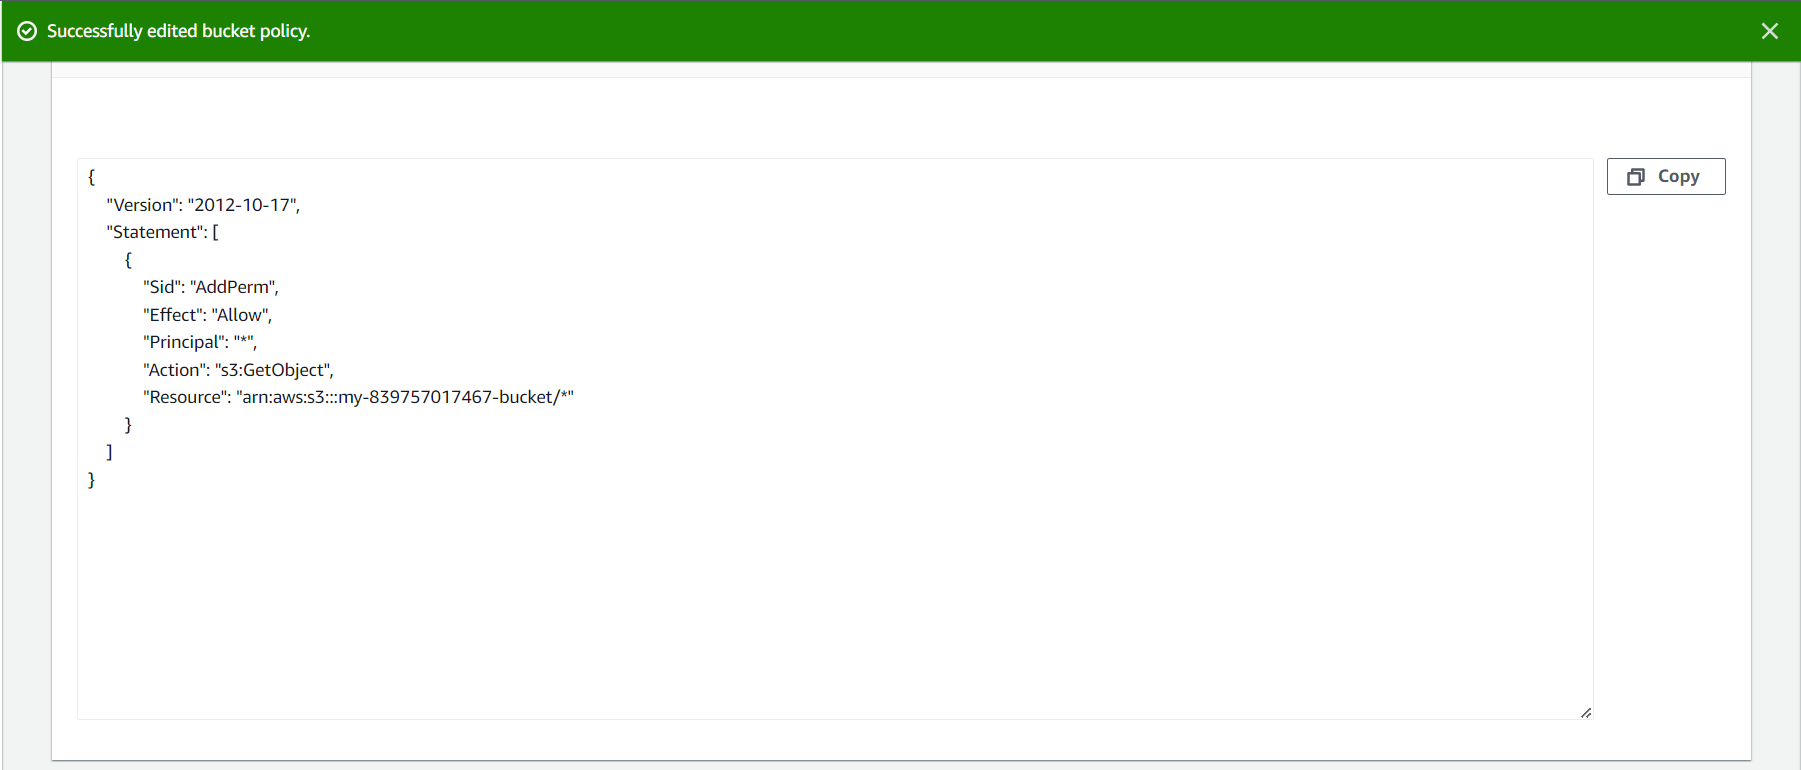 Successfully edited bucket policy.
Copy
{
"Version": "2012-10-17",
"Statement": [
{
"Sid": "AddPerm",
"Effect": "Allow",
"Principal": "*",
"Action": "s3:GetObject",
"Resource": "arn:aws:s3:::my-839757017467-bucket/*"
}
]
}